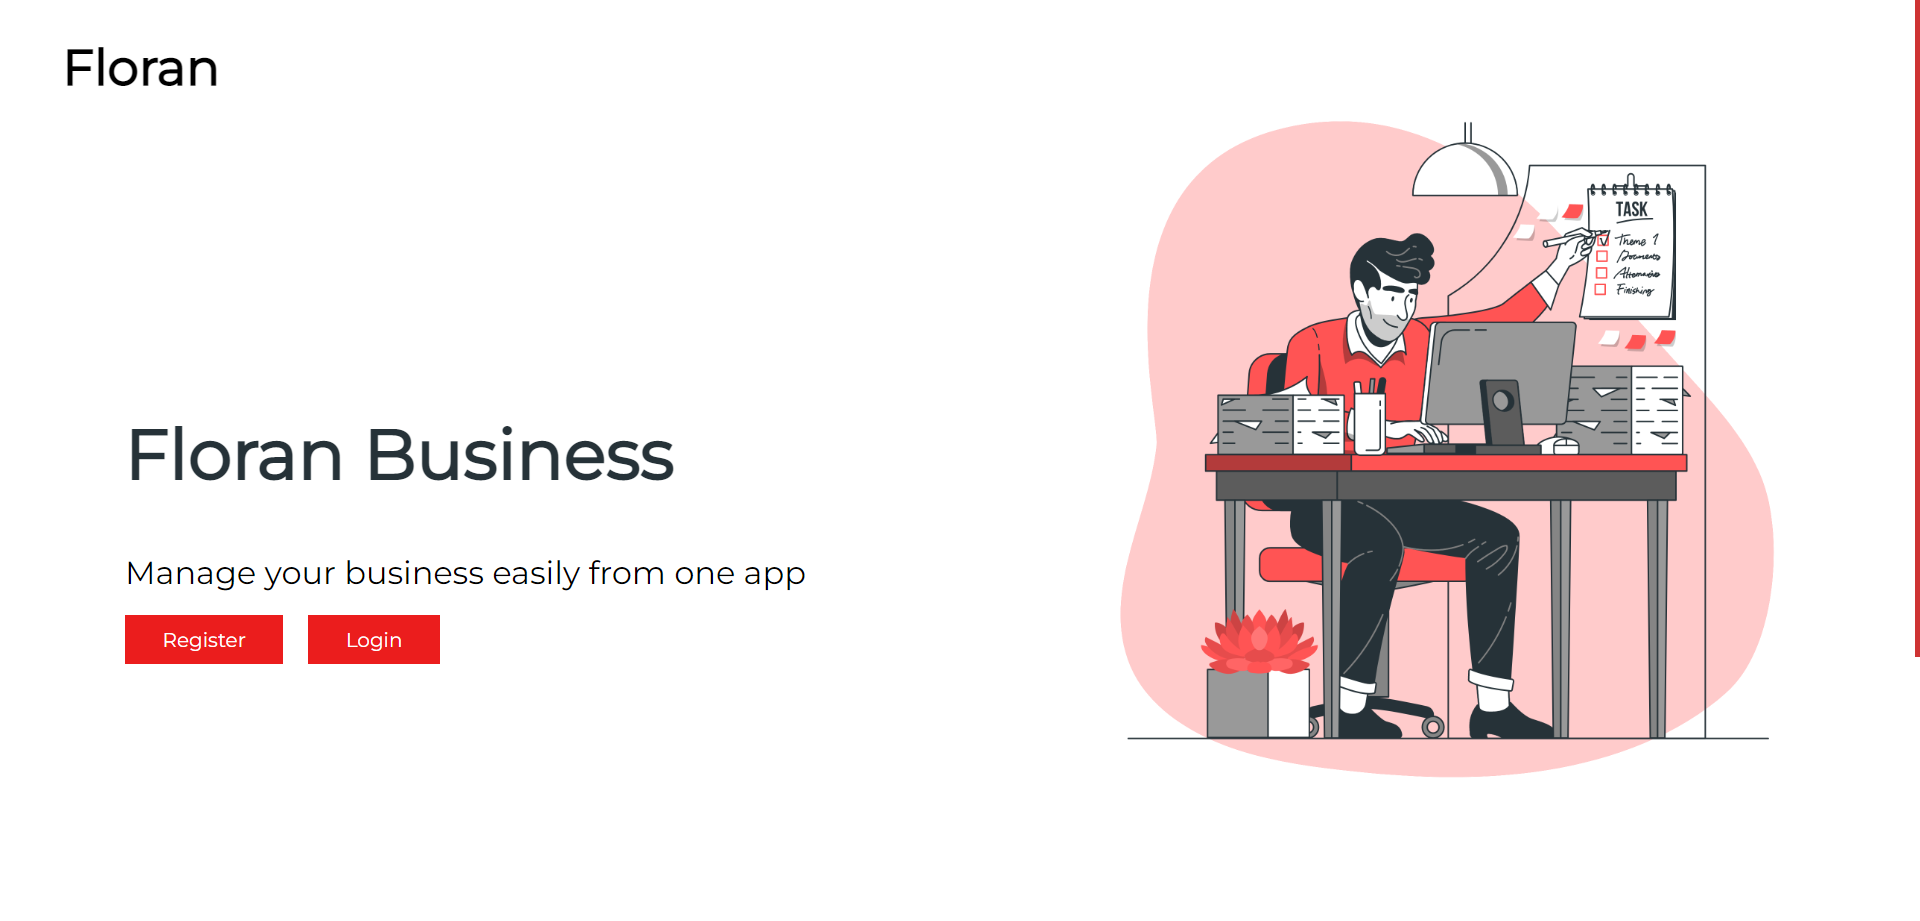 Floran
Floran Business
Manage your business easily from one app
Register
Login
TASK
Theme 1
Documents
Alternative
Finishing